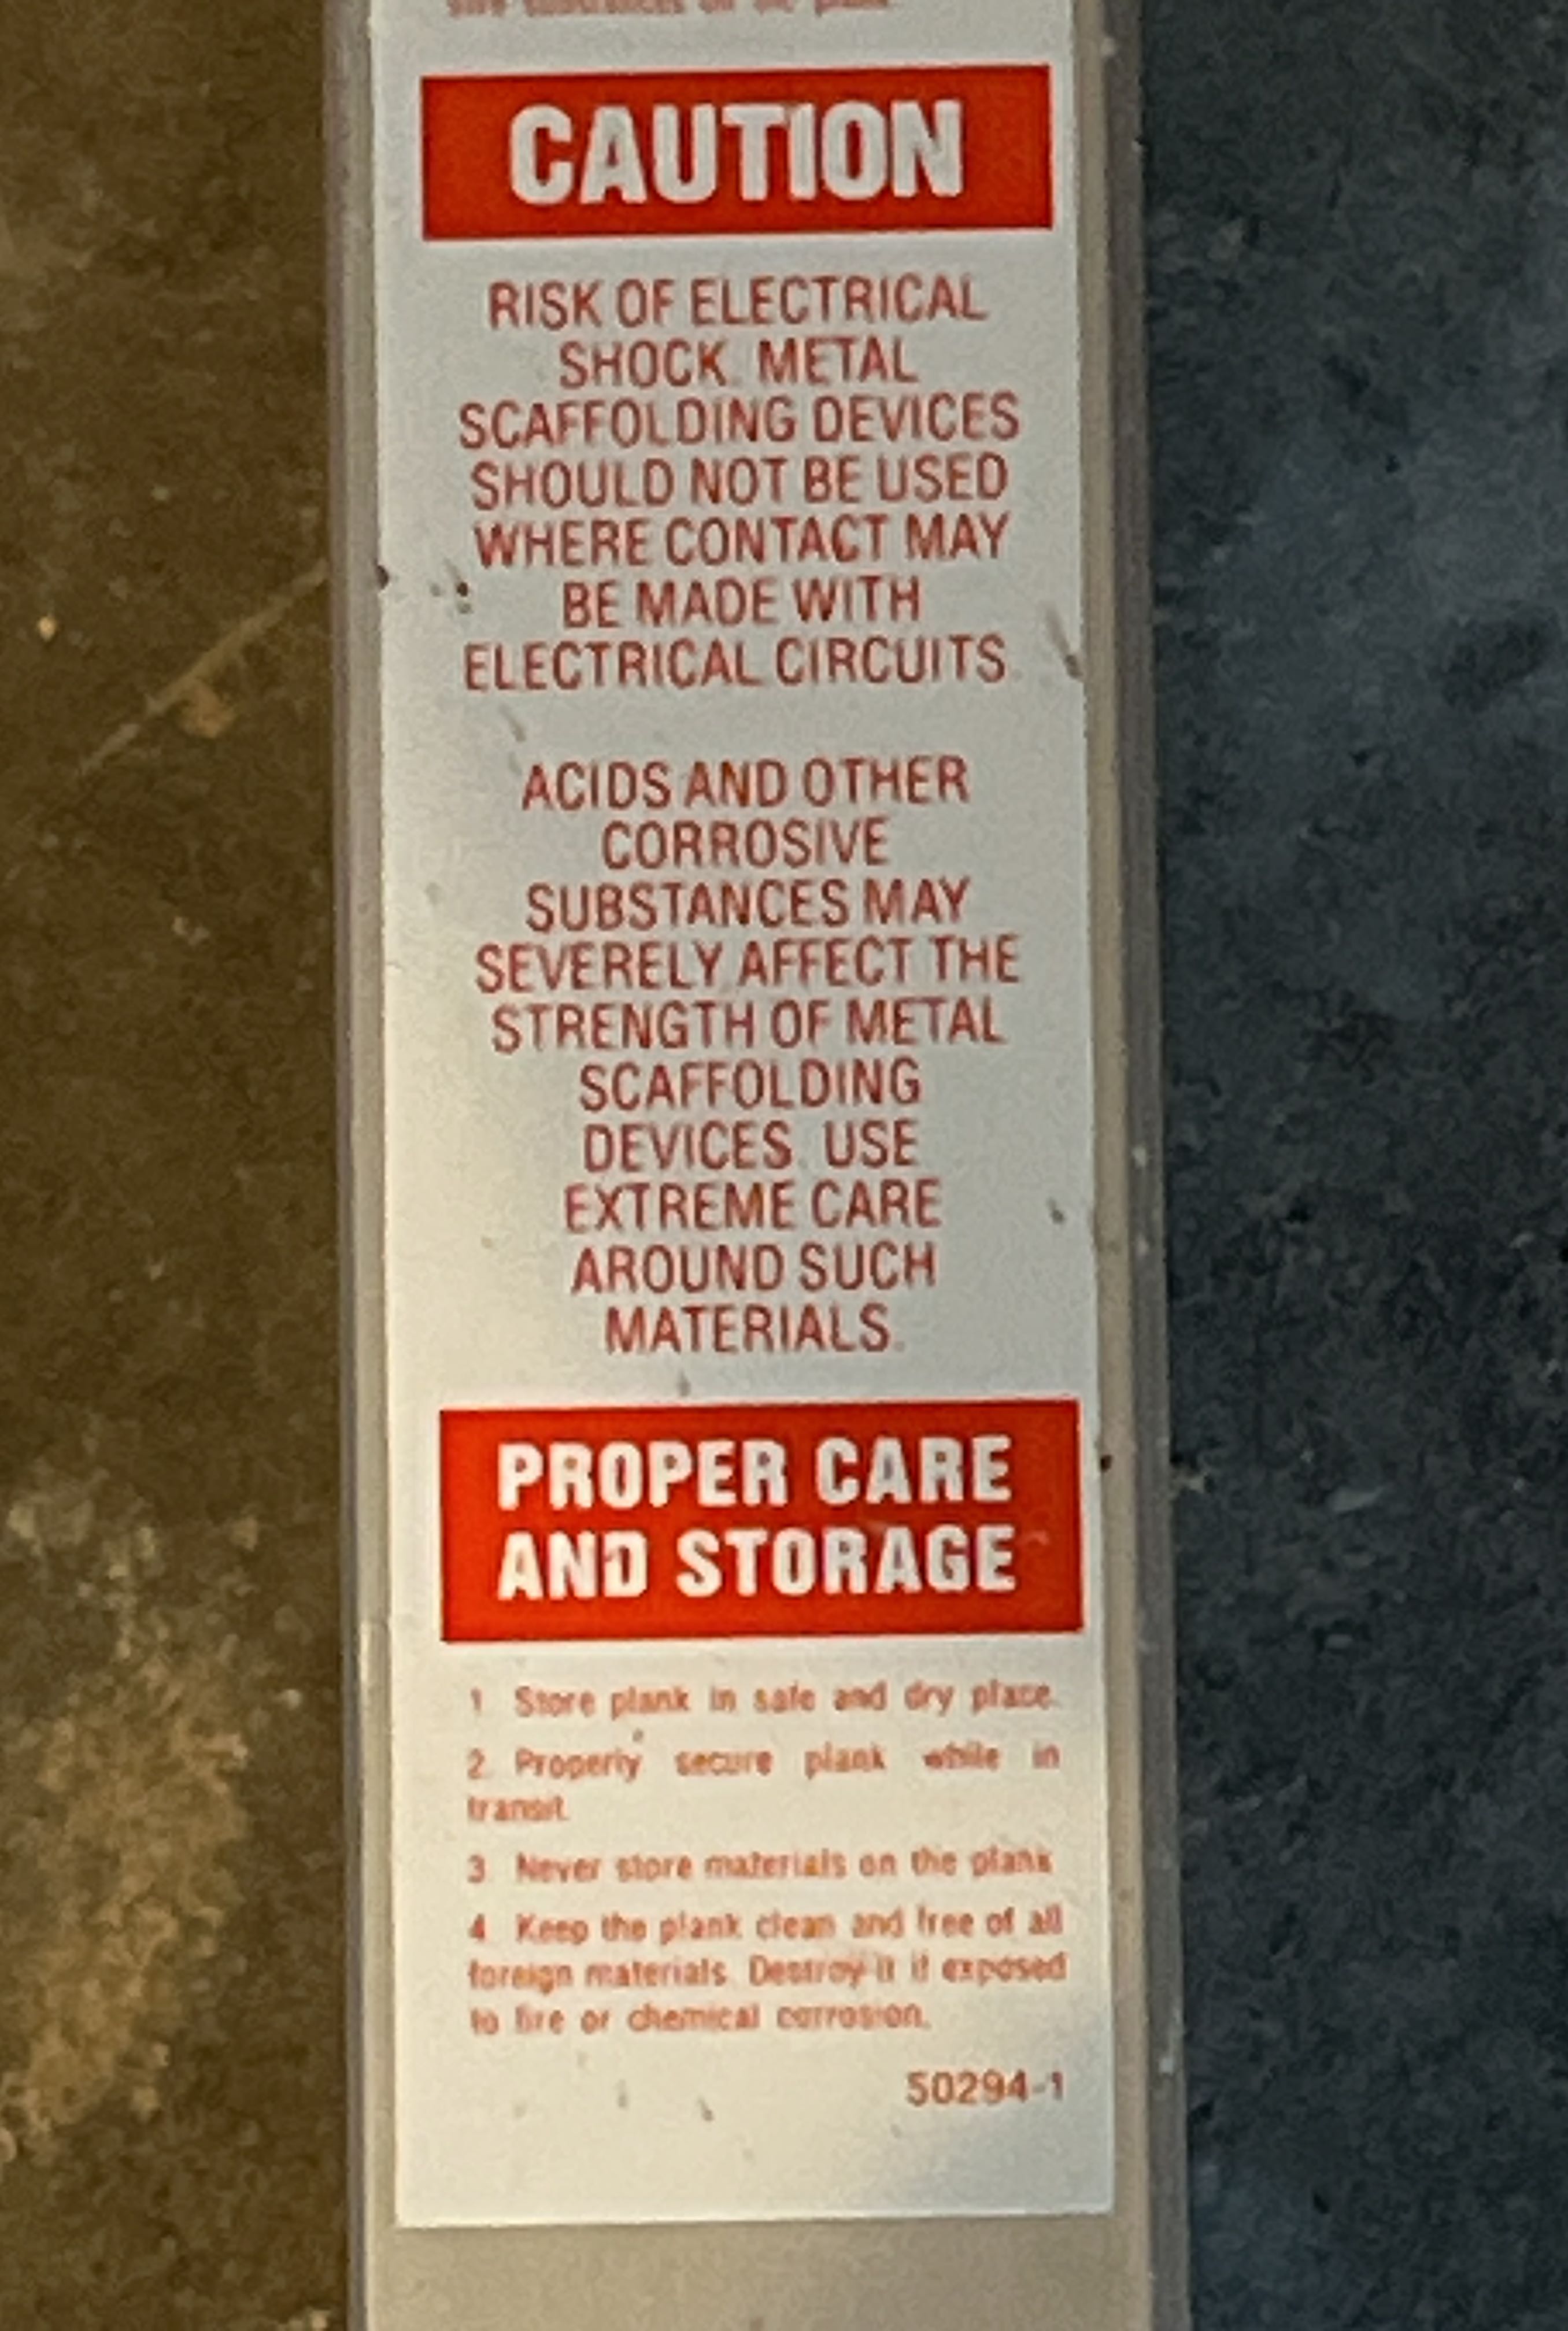 CAUTION
RISK OF ELECTRICAL
SHOCK. METAL
SCAFFOLDING DEVICES
SHOULD NOT BE USED
WHERE CONTACT MAY
BE MADE WITH
ELECTRICAL CIRCUITS.
ACIDS AND OTHER
CORROSIVE
SUBSTANCES MAY
SEVERELY AFFECT THE
STRENGTH OF METAL
SCAFFOLDING
DEVICES. USE
EXTREME CARE
AROUND SUCH
MATERIALS.
PROPER CARE
AND STORAGE
1. Store plank in safe and dry place.
2. Properly secure plank while in
transit.
3. Never store materials on the plank.
4. Keep the plank clean and free of all
foreign materials. Destroy it if exposed
to fire or chemical corrosion.
50294-1